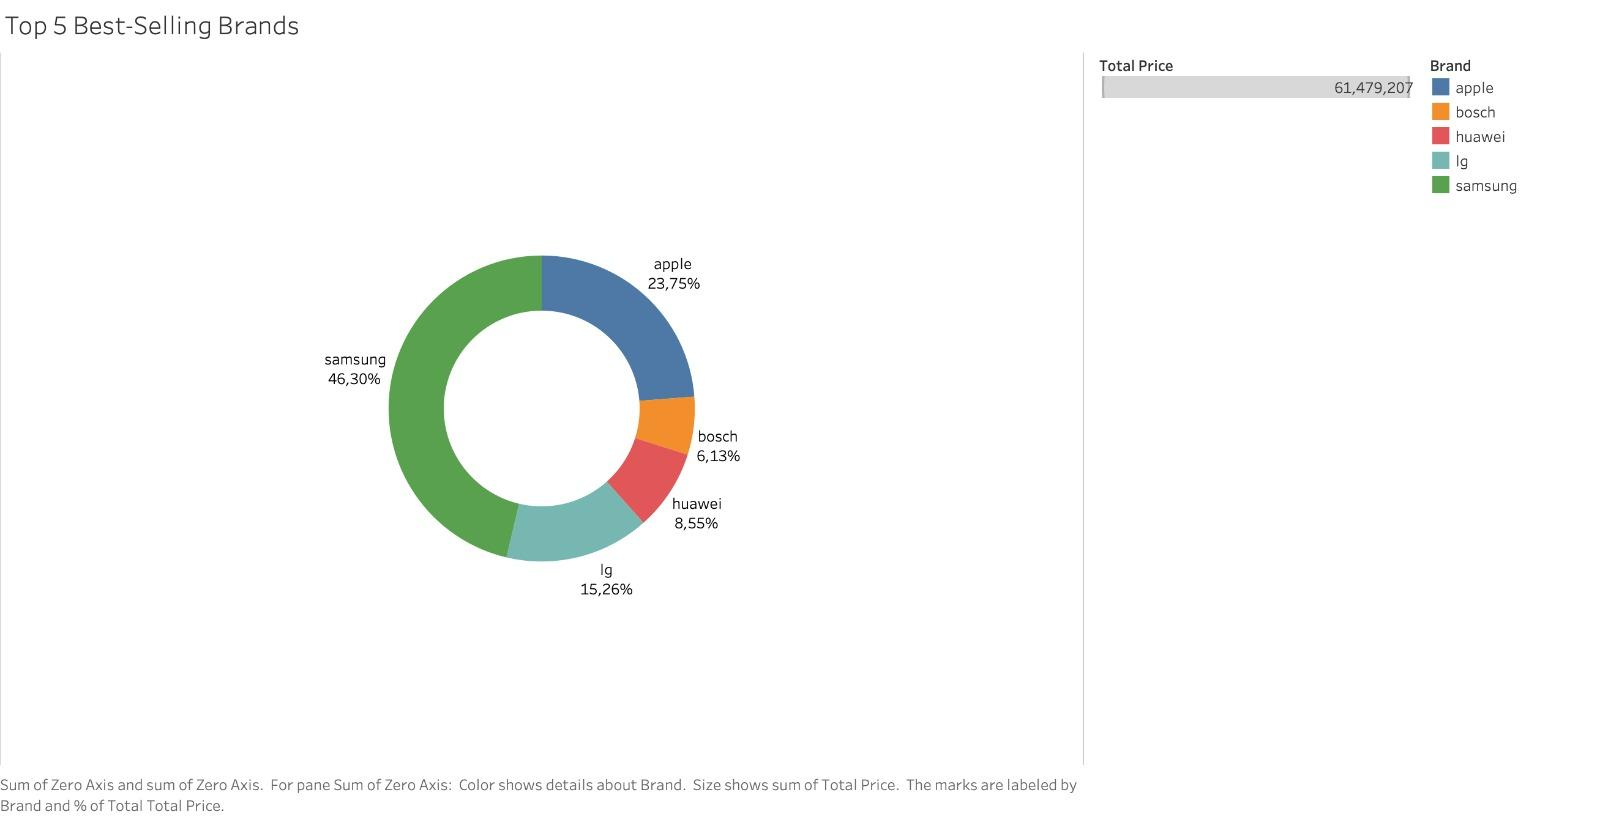 Top 5 Best-Selling Brands
Total Price
61,479,207
Brand
apple
bosch
huawei
lg
samsung
apple
23,75%
samsung
46,30%
bosch
6,13%
huawei
8,55%
lg
15,26%
Sum of Zero Axis and sum of Zero Axis.  For pane Sum of Zero Axis:  Color shows details about Brand.  Size shows sum of Total Price.  The marks are labeled by
Brand and % of Total Total Price.